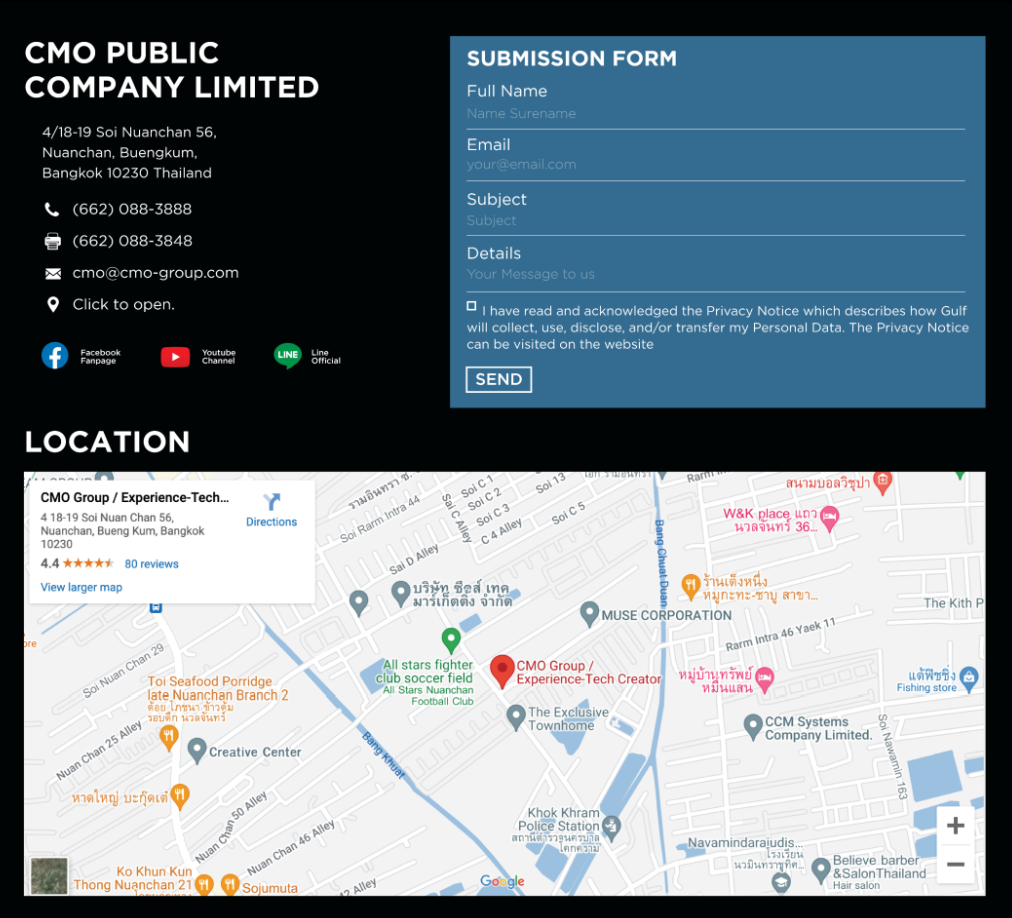 CMO PUBLIC
COMPANY LIMITED
4/18-19 Soi Nuanchan 56,
Nuanchan, Buengkum,
Bangkok 10230 Thailand
(662) 088-3888
(662) 088-3848
cmo@cmo-group.com
Click to open.
Facebook
Fanpage
Youtube
Channel
LINE
Line
Official
SUBMISSION FORM
Full Name
Name Surename
Email
your@email.com
Subject
Subject
Details
Your Message to us
I have read and acknowledged the Privacy Notice which describes how Gulf
will collect, use, disclose, and/or transfer my Personal Data. The Privacy Notice
can be visited on the website
SEND
LOCATION
CMO Group / Experience-Tech...
4 18-19 Soi Nuan Chan 56,
Nuanchan, Bueng Kum, Bangkok
10230
Directions
4.4
80 reviews
View larger map
Soi Rarm Intra 44
Sai C Alley
Soi C 1
Soi C 2
Soi C 3
C 4 Alley
Soi 13
Soi C 5
Sai D Alley
Rarm Intra
สนามบอลวิชุปา
W&K place แถว
นวลจันทร์ 36...
Bang Chuat Duan
ร้านเต็งหนึ่ง
หมูกะทะ-ชาบู สาขา...
The Kith P
บริษัท ซีอส์ เทค
มาร์เก็ตติ้ง จำกัด
MUSE CORPORATION
Rarm Intra 46 Yaek 11
All stars fighter
club soccer field
All Stars Nuanchan
Football Club
CMO Group /
Experience-Tech Creator
หมู่บ้านทรัพย์
หมื่นแสน
แต้ฟิชชิ่ง
Fishing store
Soi Nuan Chan 29
Toi Seafood Porridge
late Nuanchan Branch 2
ต้อย โภชนา ข้าวต้ม
รอบดึก นวลจันทร์
The Exclusive
Townhome
CCM Systems
Company Limited.
Soi Nawamin 163
Nuan Chan 25 Alley
Creative Center
Bang Khuat
หาดใหญ่ บะกุ๊ดเต๋
Nuan Chan 50 Alley
Nuan Chan 46 Alley
Khok Khram
Police Station
สถานีตำรวจนครบาล
โคกคราม
Navamindarajudis...
โรงเรียน
นวมินทราชูทิศ...
Believe barber
&SalonThailand
Hair salon
Ko Khun Kun
Thong Nuanchan 21
Sojumuta
42 Alley
Google
+
−